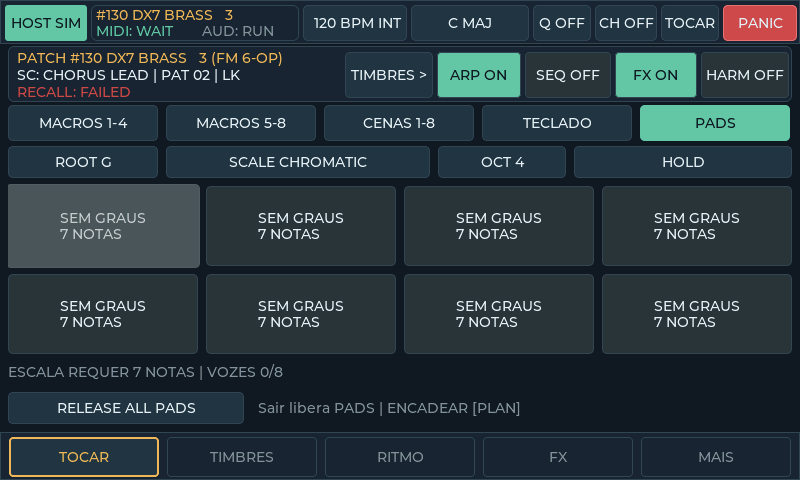 HOST SIM
#130 DX7 BRASS   3
MIDI: WAIT   AUD: RUN
120 BPM INT
C MAJ
Q OFF
CH OFF
TOCAR
PANIC
PATCH #130 DX7 BRASS   3 (FM 6-OP)
SC: CHORUS LEAD | PAT 02 | LK
RECALL: FAILED
TIMBRES >
ARP ON
SEQ OFF
FX ON
HARM OFF
MACROS 1-4
MACROS 5-8
CENAS 1-8
TECLADO
PADS
ROOT G
SCALE CHROMATIC
OCT 4
HOLD
SEM GRAUS
7 NOTAS
SEM GRAUS
7 NOTAS
SEM GRAUS
7 NOTAS
SEM GRAUS
7 NOTAS
SEM GRAUS
7 NOTAS
SEM GRAUS
7 NOTAS
SEM GRAUS
7 NOTAS
SEM GRAUS
7 NOTAS
ESCALA REQUER 7 NOTAS | VOZES 0/8
RELEASE ALL PADS
Sair libera PADS | ENCADEAR [PLAN]
TOCAR
TIMBRES
RITMO
FX
MAIS